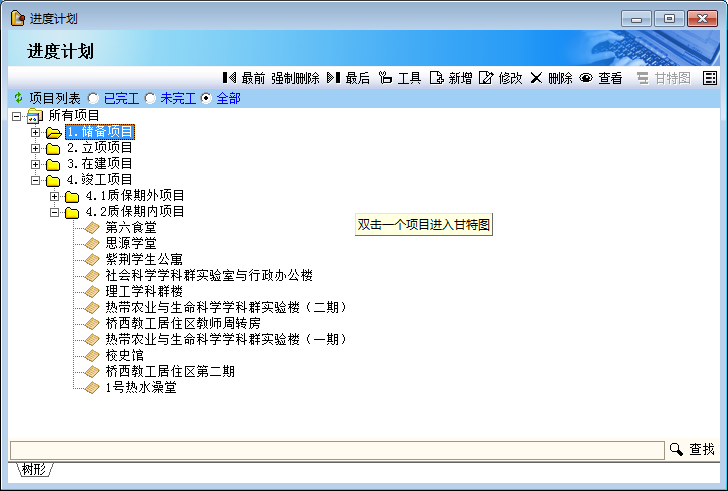 进度计划
进度计划
最前 强制删除 最后 工具 新增 修改 删除 查看 甘特图
项目列表 已完工 未完工 全部
所有项目
1.储备项目
2.立项项目
3.在建项目
4.竣工项目
4.1质保期外项目
4.2质保期内项目
第六食堂
双击一个项目进入甘特图
思源学堂
紫荆学生公寓
社会科学学科群实验室与行政办公楼
理工学科群楼
热带农业与生命科学学科群实验楼（二期）
桥西教工居住区教师周转房
热带农业与生命科学学科群实验楼（一期）
校史馆
桥西教工居住区第二期
1号热水澡堂
查找
树形